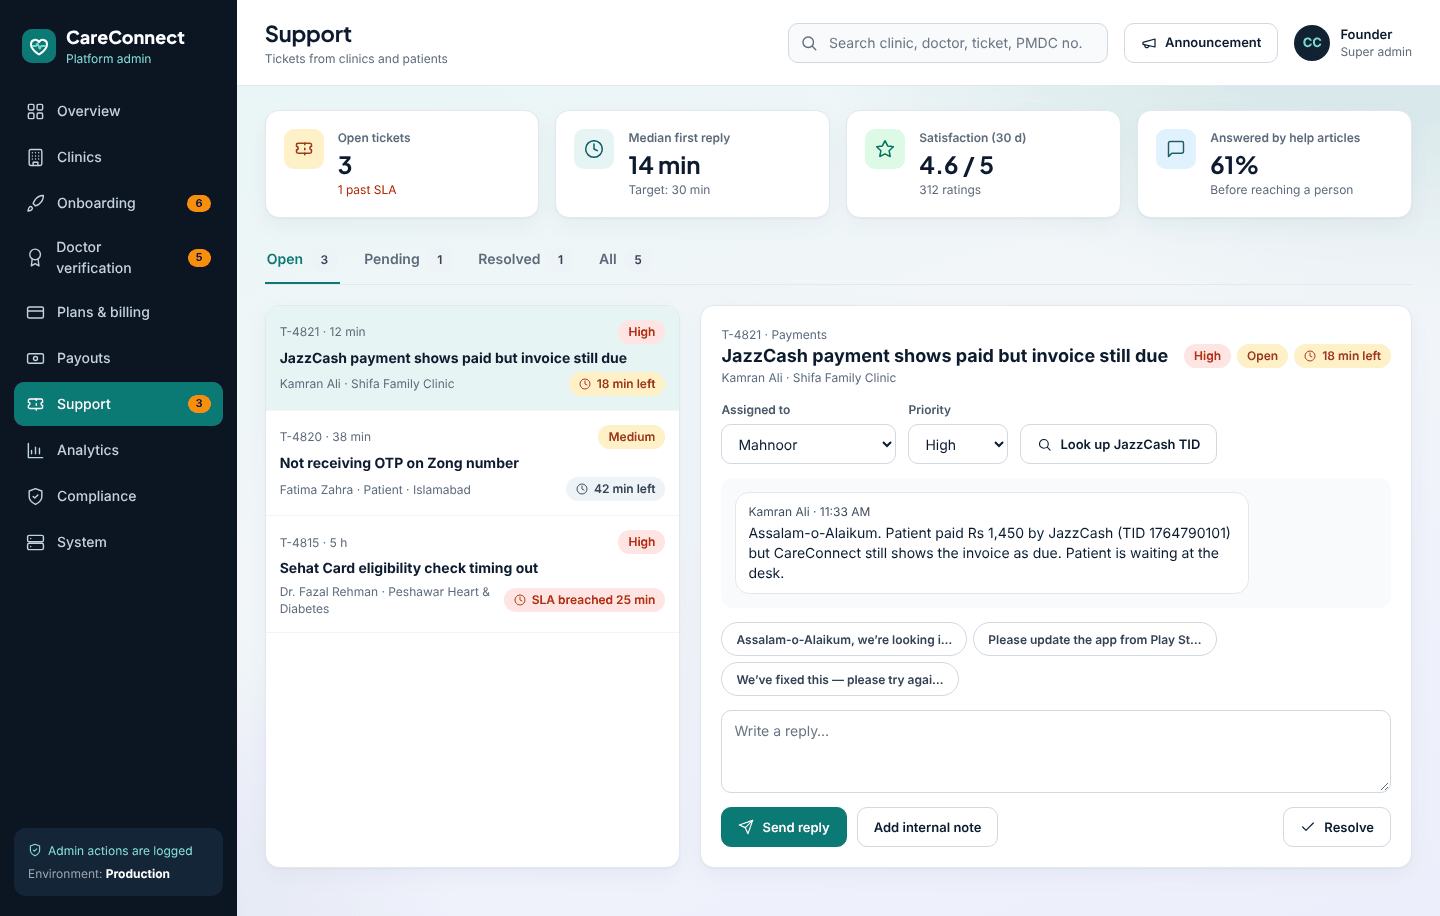 CareConnect
Platform admin
Overview
Clinics
Onboarding 6
Doctor
verification 5
Plans & billing
Payouts
Support 3
Analytics
Compliance
System
Admin actions are logged
Environment: Production
Support
Tickets from clinics and patients
Search clinic, doctor, ticket, PMDC no.
Announcement
CC
Founder
Super admin
Open tickets
3
1 past SLA
Median first reply
14 min
Target: 30 min
Satisfaction (30 d)
4.6 / 5
312 ratings
Answered by help articles
61%
Before reaching a person
Open 3 Pending 1 Resolved 1 All 5
T-4821 · 12 min High
JazzCash payment shows paid but invoice still due
Kamran Ali · Shifa Family Clinic 18 min left
T-4820 · 38 min Medium
Not receiving OTP on Zong number
Fatima Zahra · Patient · Islamabad 42 min left
T-4815 · 5 h High
Sehat Card eligibility check timing out
Dr. Fazal Rehman · Peshawar Heart &
Diabetes
SLA breached 25 min
T-4821 · Payments
JazzCash payment shows paid but invoice still due High Open 18 min left
Kamran Ali · Shifa Family Clinic
Assigned to Priority
Mahnoor High Look up JazzCash TID
Kamran Ali · 11:33 AM
Assalam-o-Alaikum. Patient paid Rs 1,450 by JazzCash (TID 1764790101)
but CareConnect still shows the invoice as due. Patient is waiting at the
desk.
Assalam-o-Alaikum, we’re looking i… Please update the app from Play St…
We’ve fixed this — please try agai…
Write a reply…
Send reply Add internal note Resolve